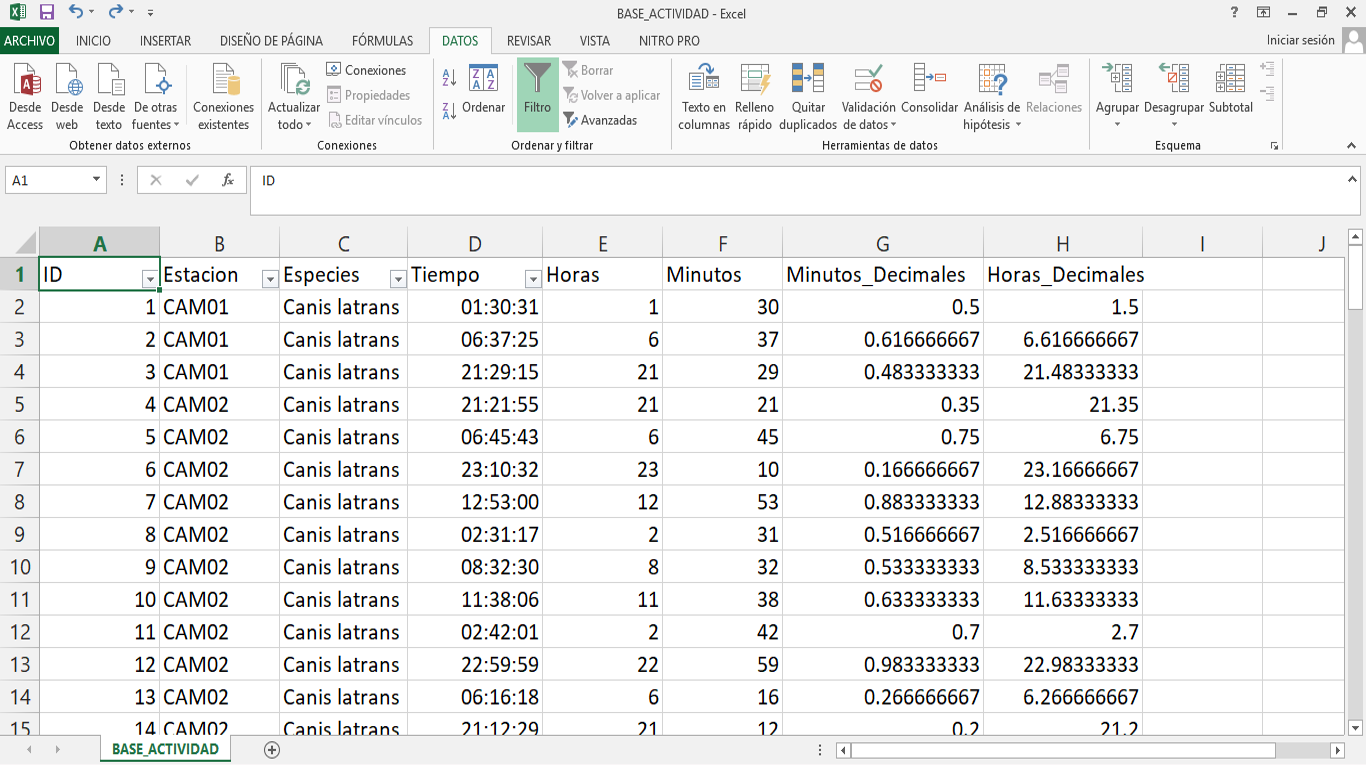 BASE_ACTIVIDAD - Excel
ARCHIVO INICIO INSERTAR DISEÑO DE PÁGINA FÓRMULAS DATOS REVISAR VISTA NITRO PRO Iniciar sesión
Desde Access
Desde web
Desde texto
De otras fuentes
Conexiones existentes
Obtener datos externos
Actualizar todo
Conexiones
Propiedades
Editar vínculos
Conexiones
Ordenar
Filtro
Borrar
Volver a aplicar
Avanzadas
Ordenar y filtrar
Texto en columnas
Relleno rápido
Quitar duplicados
Validación de datos
Consolidar
Análisis de hipótesis
Relaciones
Herramientas de datos
Agrupar
Desagrupar
Subtotal
Esquema
A1 fx ID
A B C D E F G H I J
1 ID Estacion Especies Tiempo Horas Minutos Minutos_Decimales Horas_Decimales
2 1 CAM01 Canis latrans 01:30:31 1 30 0.5 1.5
3 2 CAM01 Canis latrans 06:37:25 6 37 0.616666667 6.616666667
4 3 CAM01 Canis latrans 21:29:15 21 29 0.483333333 21.48333333
5 4 CAM02 Canis latrans 21:21:55 21 21 0.35 21.35
6 5 CAM02 Canis latrans 06:45:43 6 45 0.75 6.75
7 6 CAM02 Canis latrans 23:10:32 23 10 0.166666667 23.16666667
8 7 CAM02 Canis latrans 12:53:00 12 53 0.883333333 12.88333333
9 8 CAM02 Canis latrans 02:31:17 2 31 0.516666667 2.516666667
10 9 CAM02 Canis latrans 08:32:30 8 32 0.533333333 8.533333333
11 10 CAM02 Canis latrans 11:38:06 11 38 0.633333333 11.63333333
12 11 CAM02 Canis latrans 02:42:01 2 42 0.7 2.7
13 12 CAM02 Canis latrans 22:59:59 22 59 0.983333333 22.98333333
14 13 CAM02 Canis latrans 06:16:18 6 16 0.266666667 6.266666667
15 14 CAM02 Canis latrans 21:12:29 21 12 0.2 21.2
BASE_ACTIVIDAD